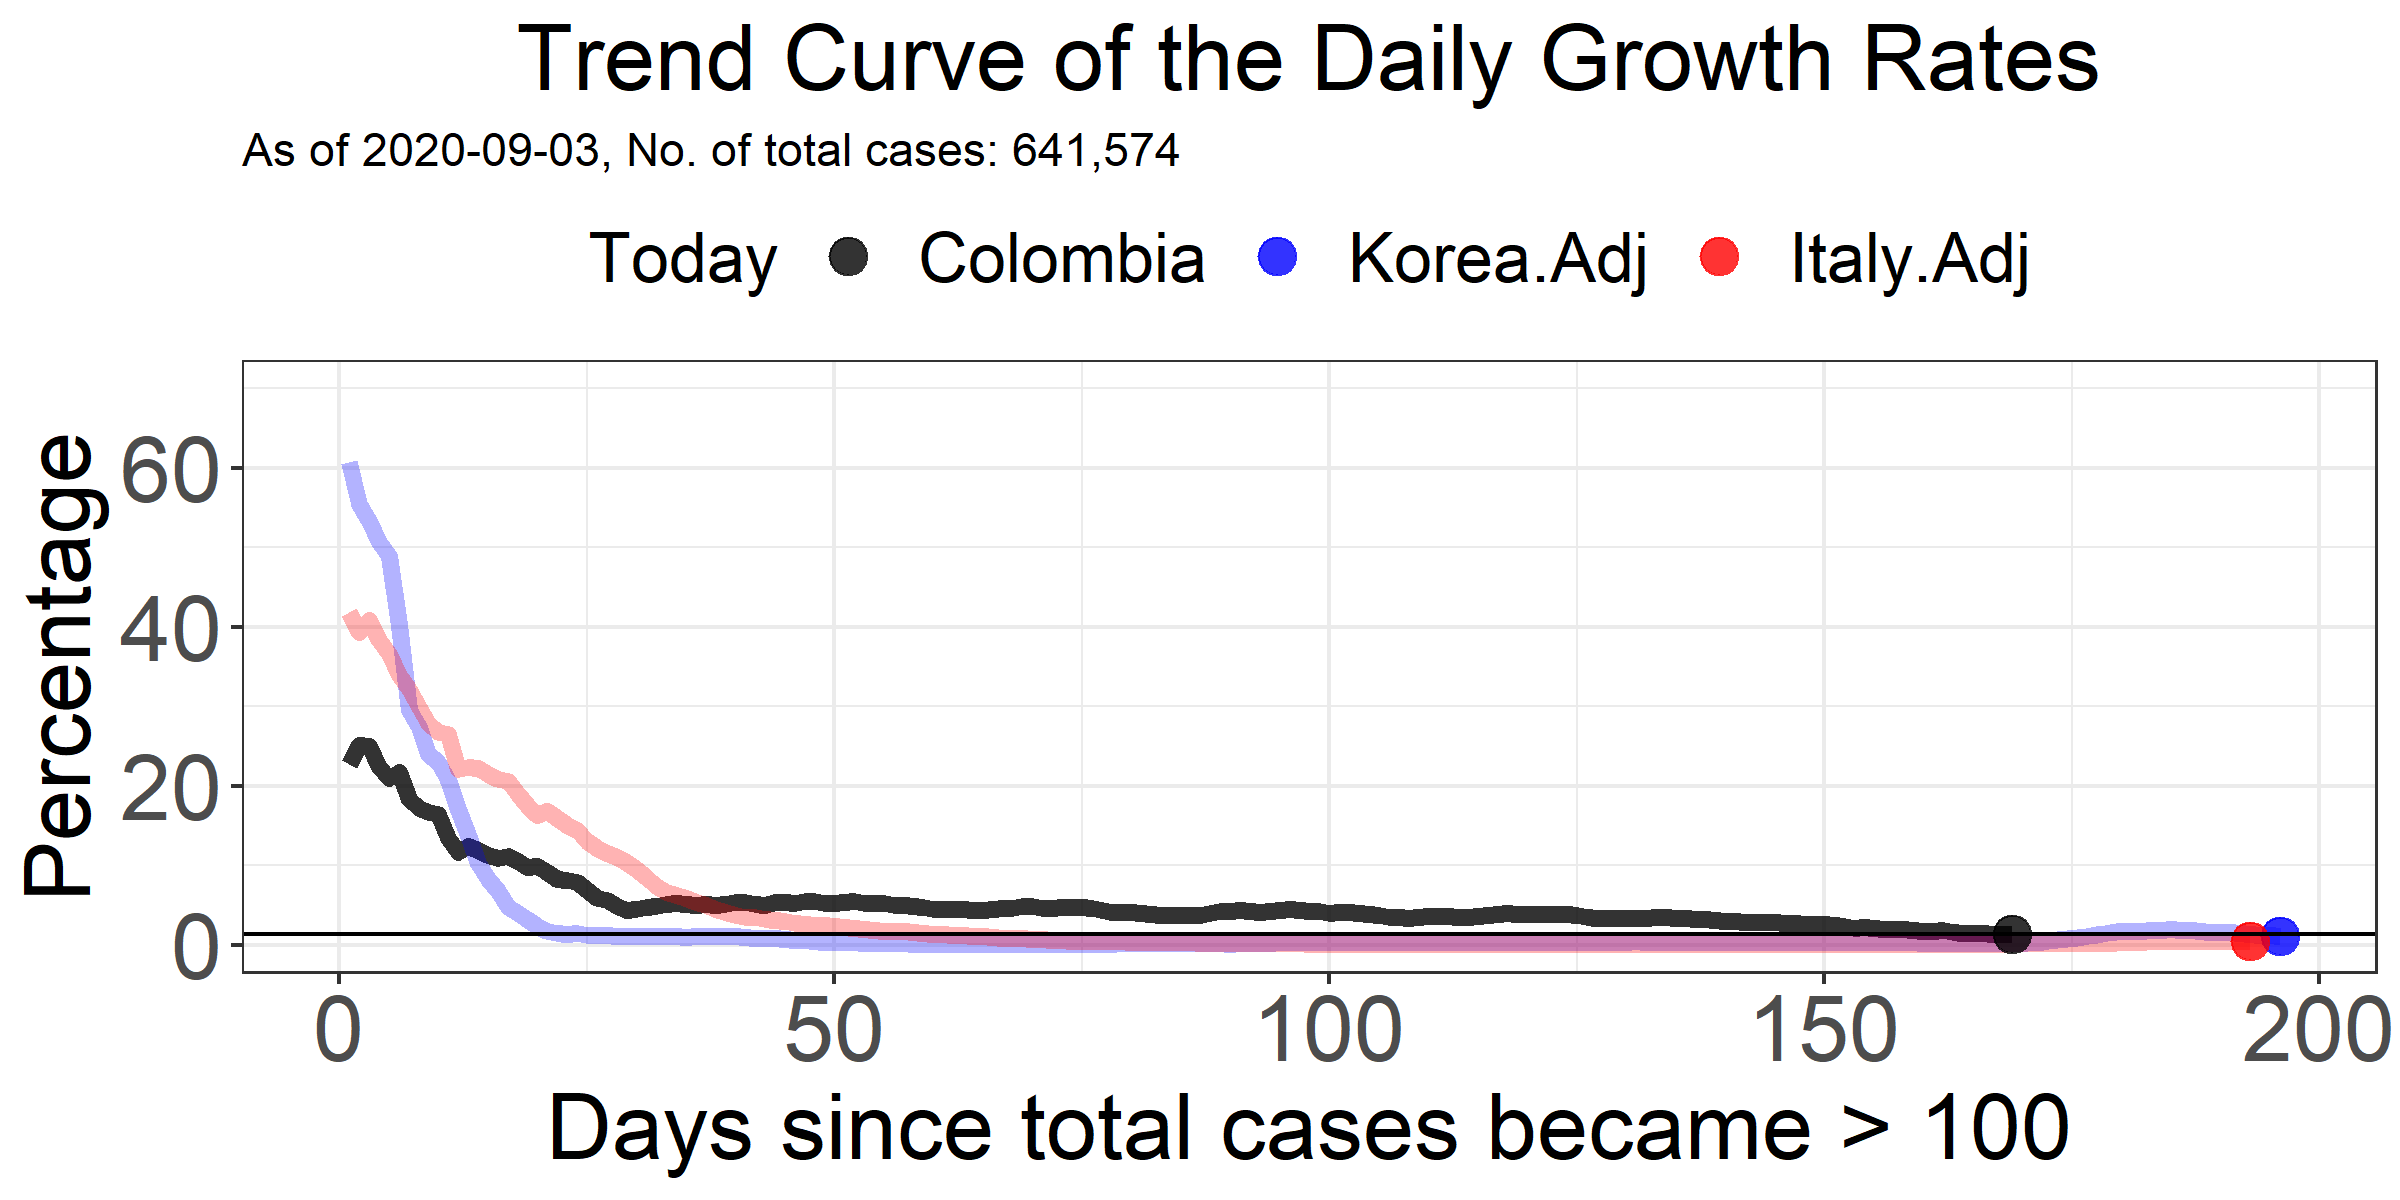 Trend Curve of the Daily Growth Rates
As of 2020-09-03, No. of total cases: 641,574
Today Colombia Korea.Adj Italy.Adj
Percentage
60
40
20
0
0 50 100 150 200
Days since total cases became > 100